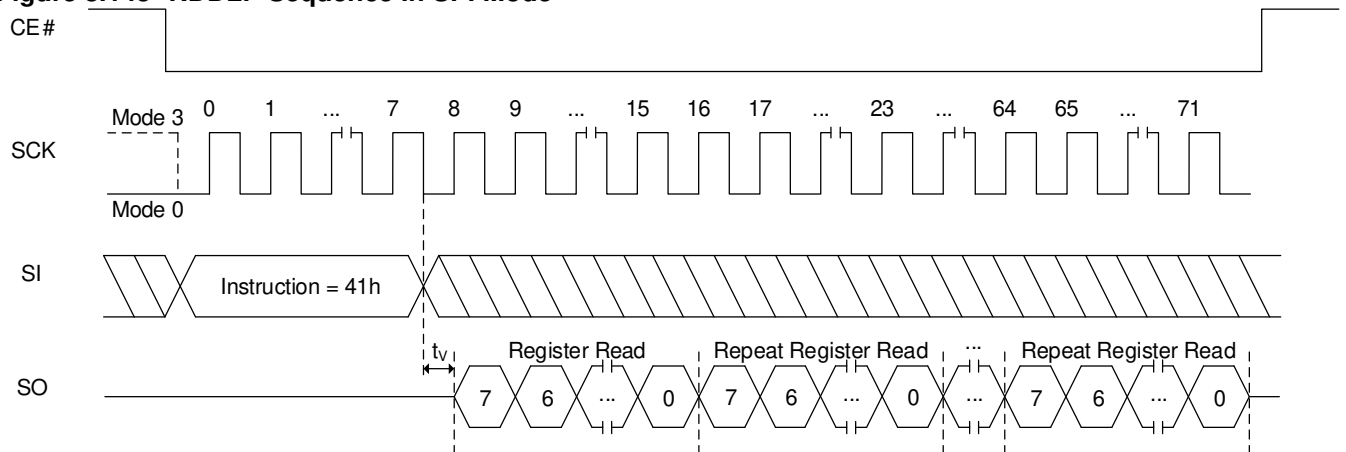 CE#
Mode 3 0 1 ... 7 8 9 ... 15 16 17 ... 23 ... 64 65 ... 71
SCK
Mode 0
SI
Instruction = 41h
tV Register Read Repeat Register Read ... Repeat Register Read
SO
7 6 ... 0 7 6 ... 0 ... 7 6 ... 0